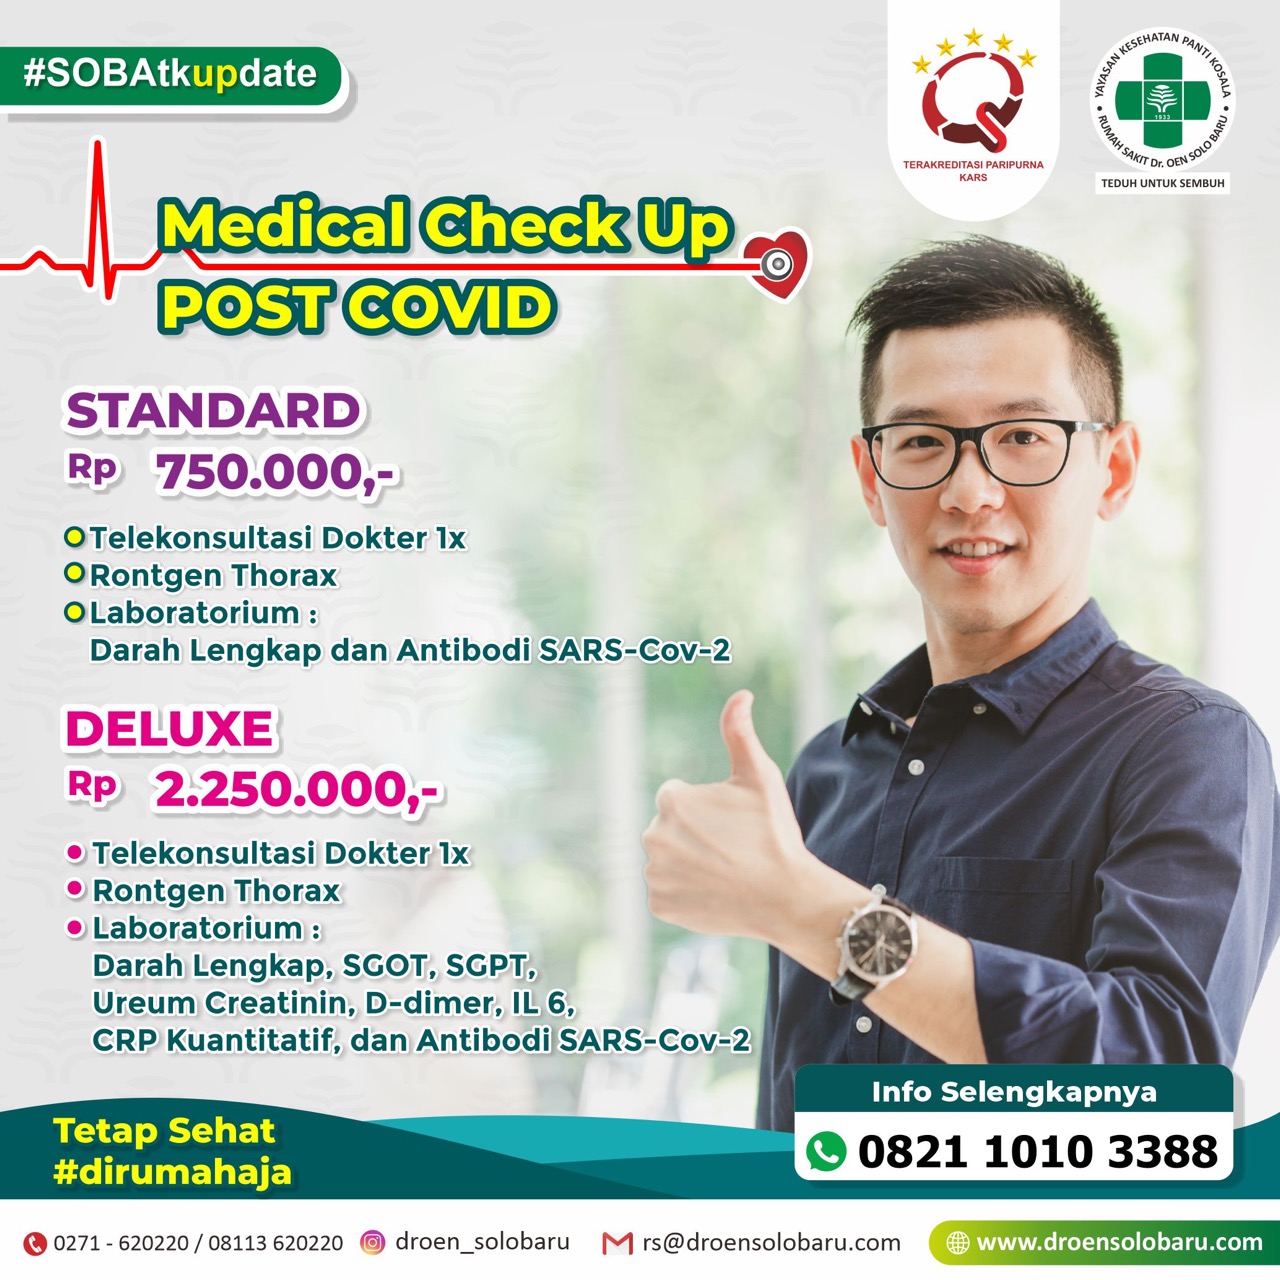 #SOBAtkupdate
TERAKREDITASI PARIPURNA
KARS
YAYASAN KESEHATAN PANTI KOSALA
1933
RUMAH SAKIT Dr. OEN SOLO BARU
TEDUH UNTUK SEMBUH
Medical Check Up
POST COVID
STANDARD
Rp 750.000,-
Telekonsultasi Dokter 1x
Rontgen Thorax
Laboratorium :
Darah Lengkap dan Antibodi SARS-Cov-2
DELUXE
Rp 2.250.000,-
Telekonsultasi Dokter 1x
Rontgen Thorax
Laboratorium :
Darah Lengkap, SGOT, SGPT,
Ureum Creatinin, D-dimer, IL 6,
CRP Kuantitatif, dan Antibodi SARS-Cov-2
Tetap Sehat
#dirumahaja
Info Selengkapnya
0821 1010 3388
0271 - 620220 / 08113 620220
droen_solobaru
rs@droensolobaru.com
www.droensolobaru.com